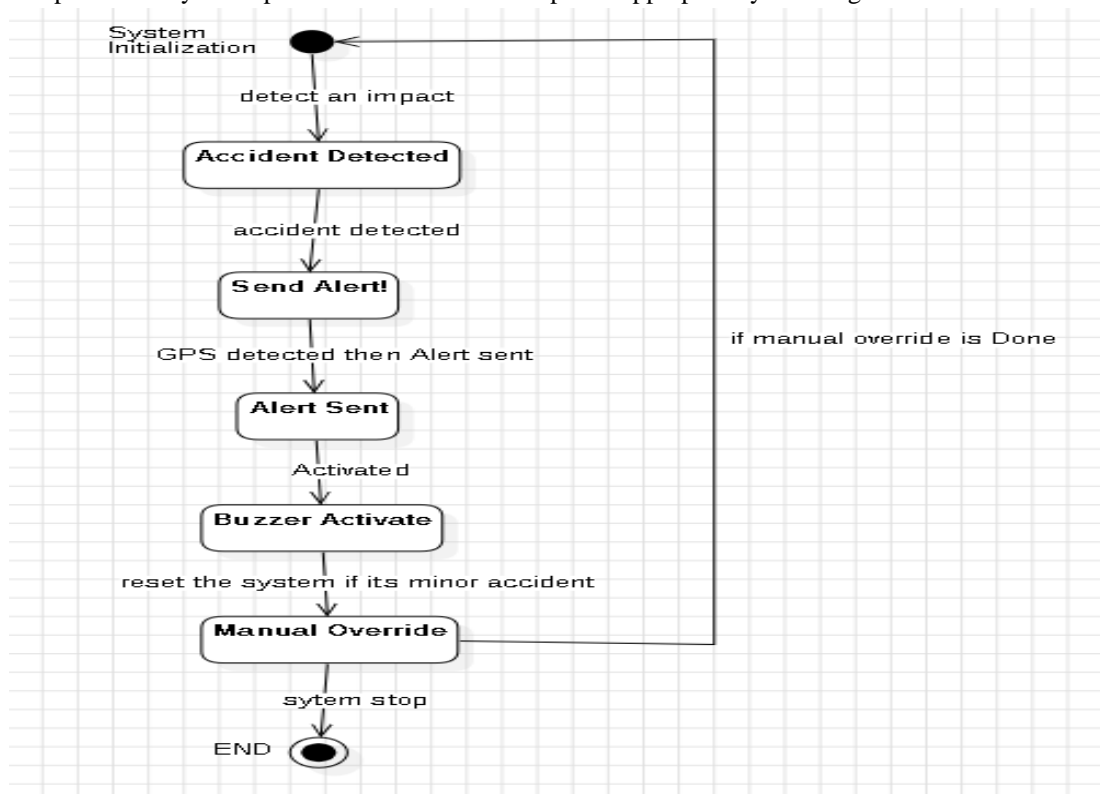 System
Initialization
detect an impact
Accident Detected
accident detected
Send Alert!
if manual override is Done
GPS detected then Alert sent
Alert Sent
Activated
Buzzer Activate
reset the system if its minor accident
Manual Override
sytem stop
END